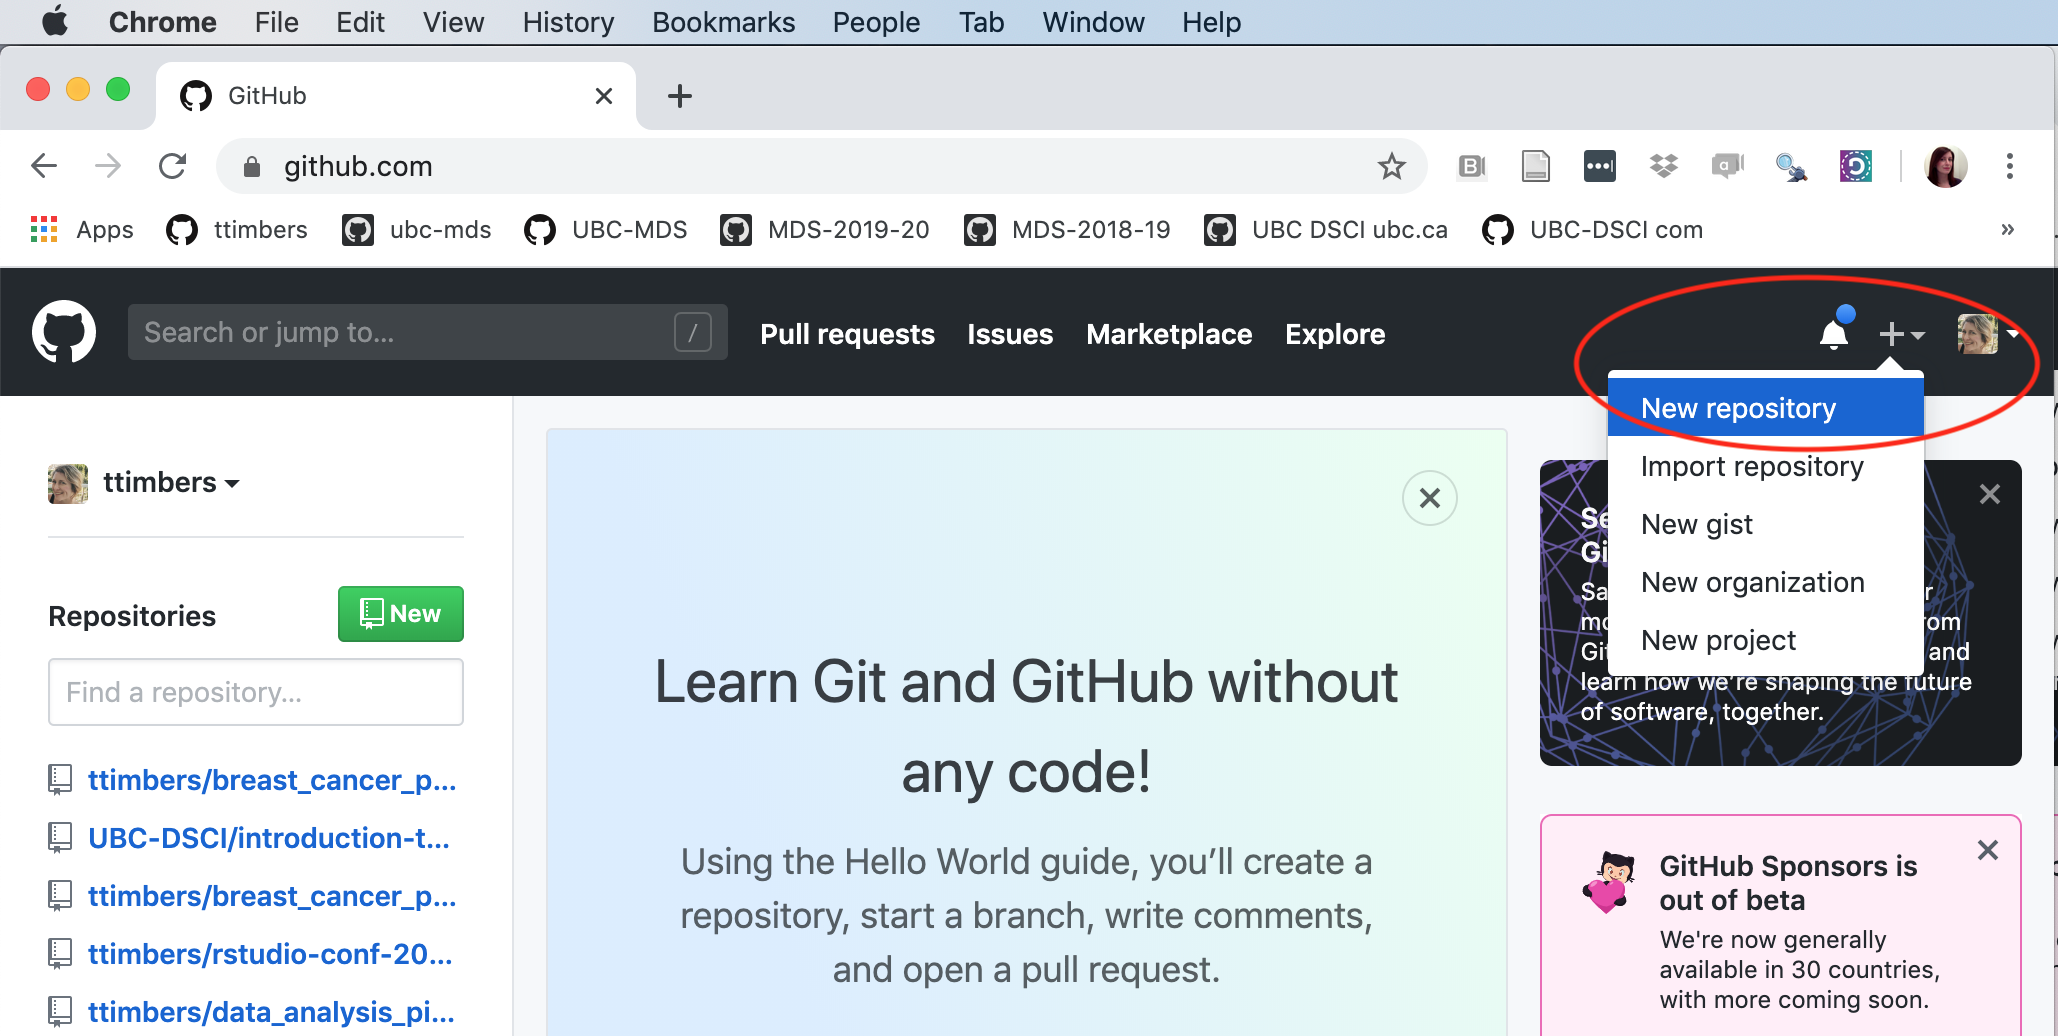 Chrome File Edit View History Bookmarks People Tab Window Help
GitHub
github.com
Apps ttimbers ubc-mds UBC-MDS MDS-2019-20 MDS-2018-19 UBC DSCI ubc.ca UBC-DSCI com »
Search or jump to... /
Pull requests Issues Marketplace Explore
New repository
Import repository
New gist
New organization
New project
ttimbers
Repositories
New
Find a repository...
ttimbers/breast_cancer_p...
UBC-DSCI/introduction-t...
ttimbers/breast_cancer_p...
ttimbers/rstudio-conf-20...
ttimbers/data_analysis_pi...
Learn Git and GitHub without
any code!
Using the Hello World guide, you’ll create a
repository, start a branch, write comments,
and open a pull request.
and
learn how we’re shaping the future
of software, together.
GitHub Sponsors is
out of beta
We're now generally
available in 30 countries,
with more coming soon.